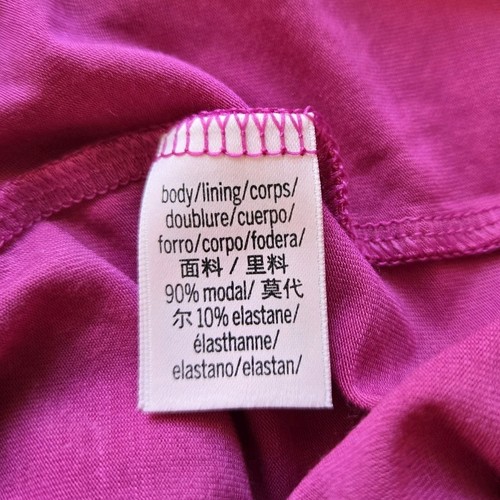 body/lining/corps/
doublure/cuerpo/
forro/corpo/fodera/
面料 / 里料
90% modal/ 莫代
尔 10% elastane/
élasthanne/
elastano/elastan/